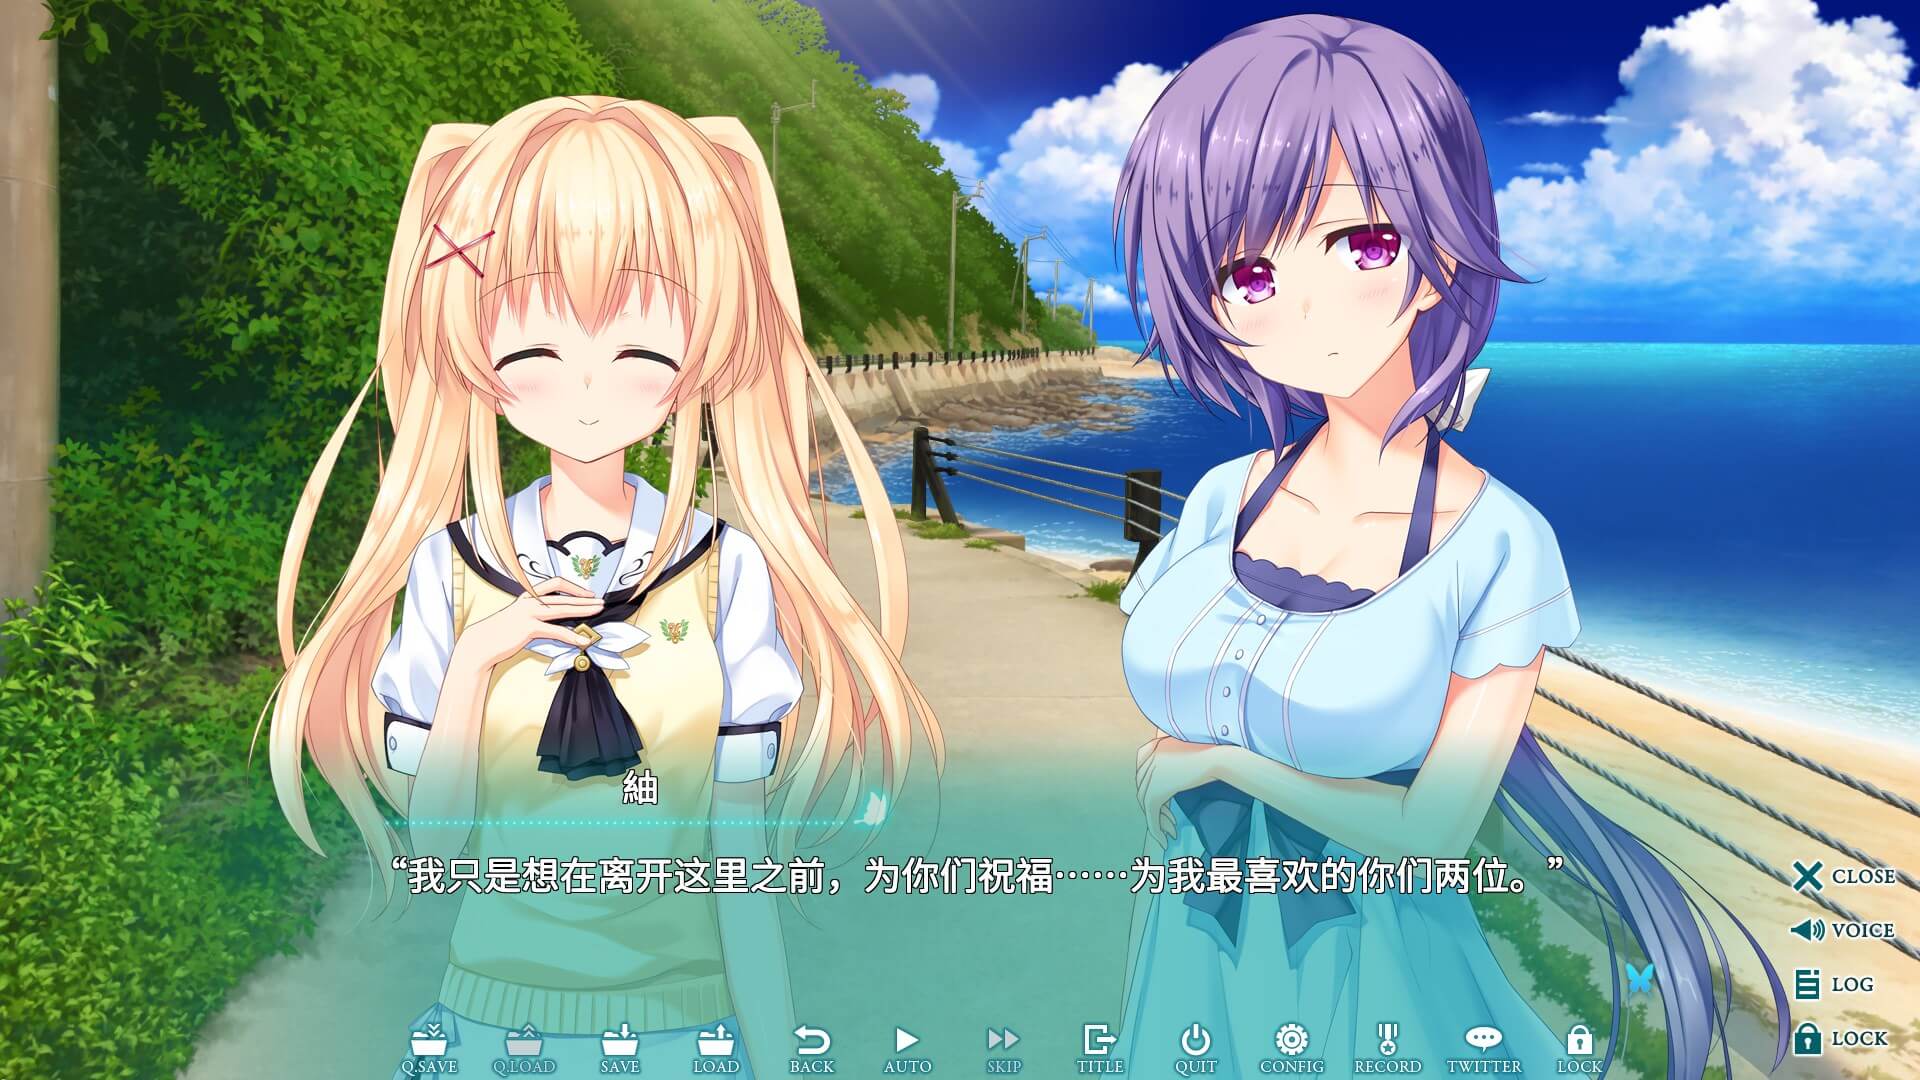 紬
“我只是想在离开这里之前，为你们祝福……为我最喜欢的你们两位。”
CLOSE
VOICE
LOG
LOCK
Q.SAVE
Q.LOAD
SAVE
LOAD
BACK
AUTO
SKIP
TITLE
QUIT
CONFIG
RECORD
TWITTER
LOCK